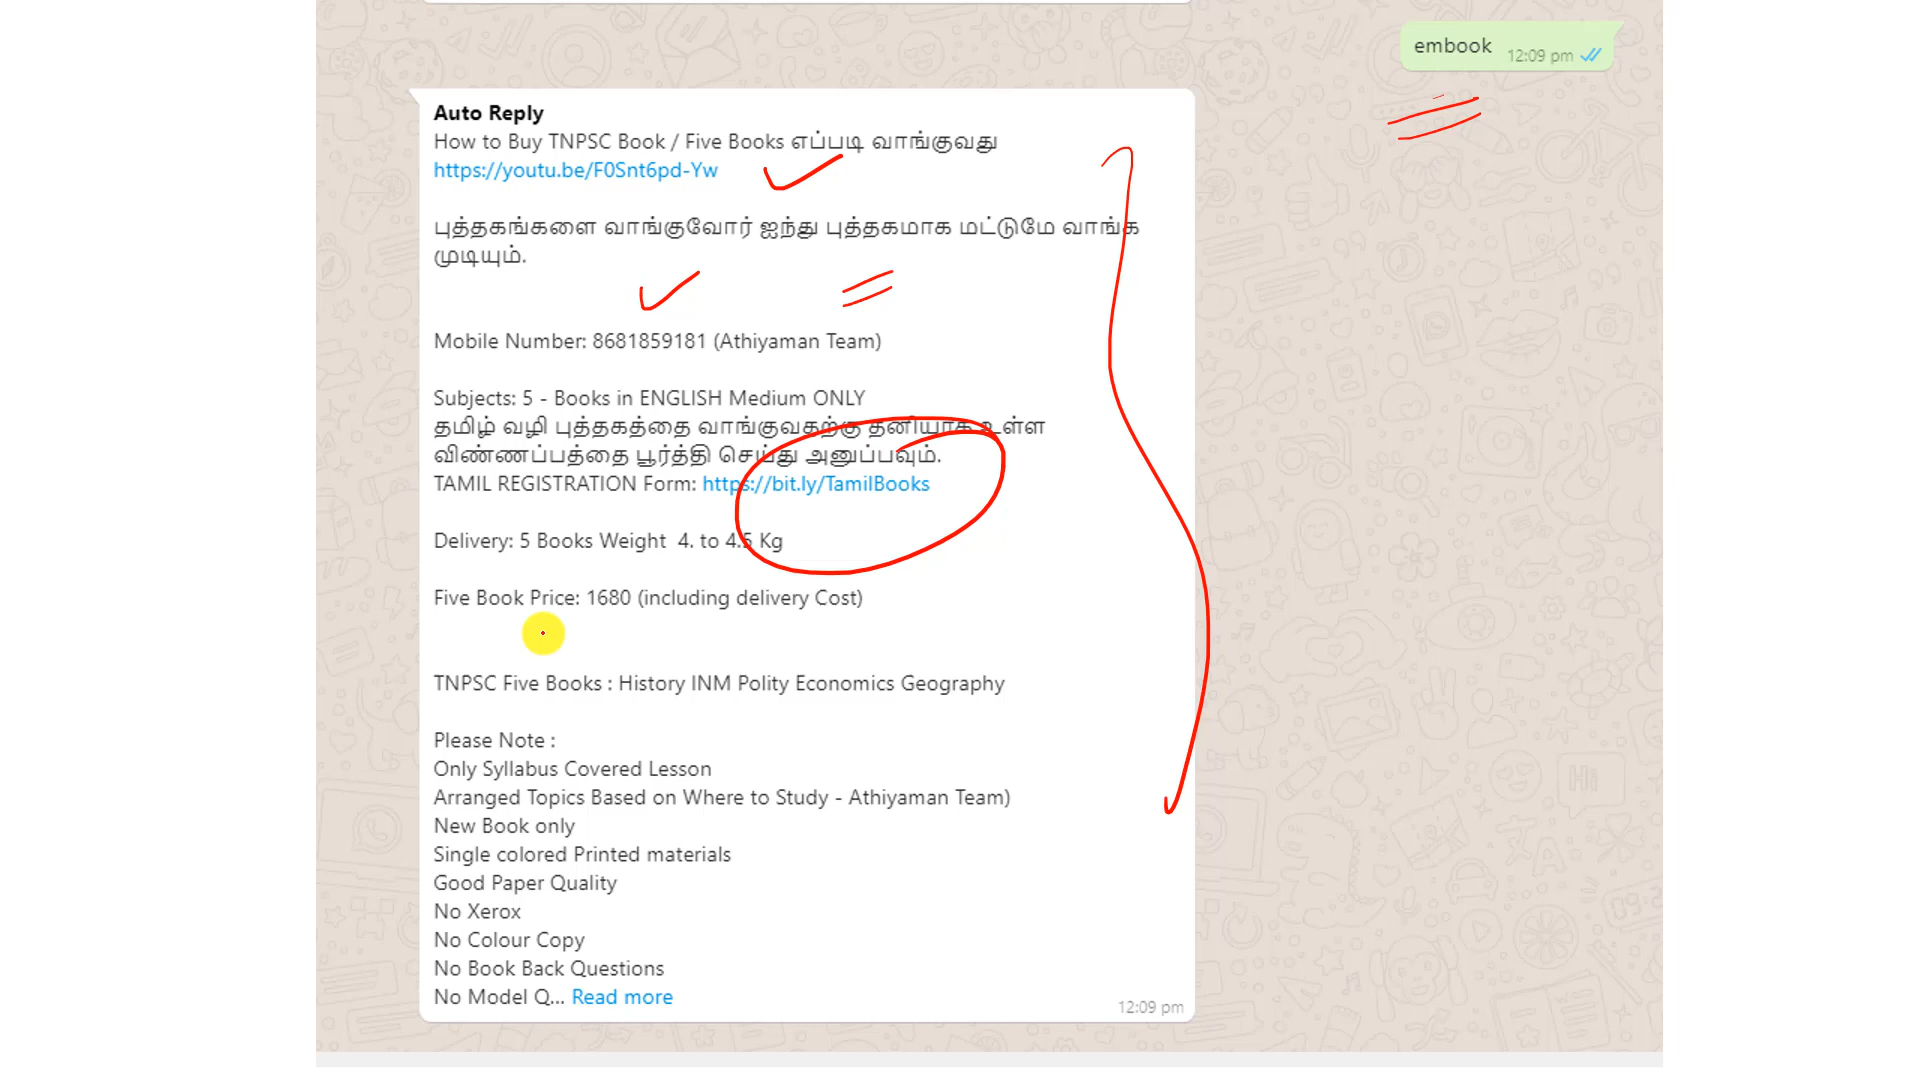 embook
12:09 pm
Auto Reply
How to Buy TNPSC Book / Five Books எப்படி வாங்குவது
https://youtu.be/F0Snt6pd-Yw
புத்தகங்களை வாங்குவோர் ஐந்து புத்தகமாக மட்டுமே வாங்க
முடியும்.
Mobile Number: 8681859181 (Athiyaman Team)
Subjects: 5 - Books in ENGLISH Medium ONLY
தமிழ் வழி புத்தகத்தை வாங்குவதற்கு தனியாக உள்ள
விண்ணப்பத்தை பூர்த்தி செய்து அனுப்பவும்.
TAMIL REGISTRATION Form: https://bit.ly/TamilBooks
Delivery: 5 Books Weight  4. to 4.5 Kg
Five Book Price: 1680 (including delivery Cost)
TNPSC Five Books : History INM Polity Economics Geography
Please Note :
Only Syllabus Covered Lesson
Arranged Topics Based on Where to Study - Athiyaman Team)
New Book only
Single colored Printed materials
Good Paper Quality
No Xerox
No Colour Copy
No Book Back Questions
No Model Q... Read more
12:09 pm